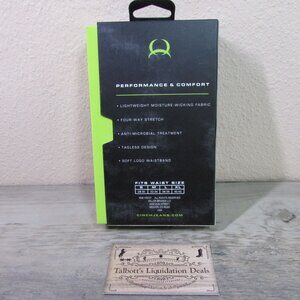 PERFORMANCE & COMFORT
• LIGHTWEIGHT MOISTURE-WICKING FABRIC
• FOUR-WAY STRETCH
• ANTI-MICROBIAL TREATMENT
• TAGLESS DESIGN
• SOFT LOGO WAISTBAND
FITS WAIST SIZE
S M L XL
CINCHJEANS.COM
Talbott's Liquidation Deals